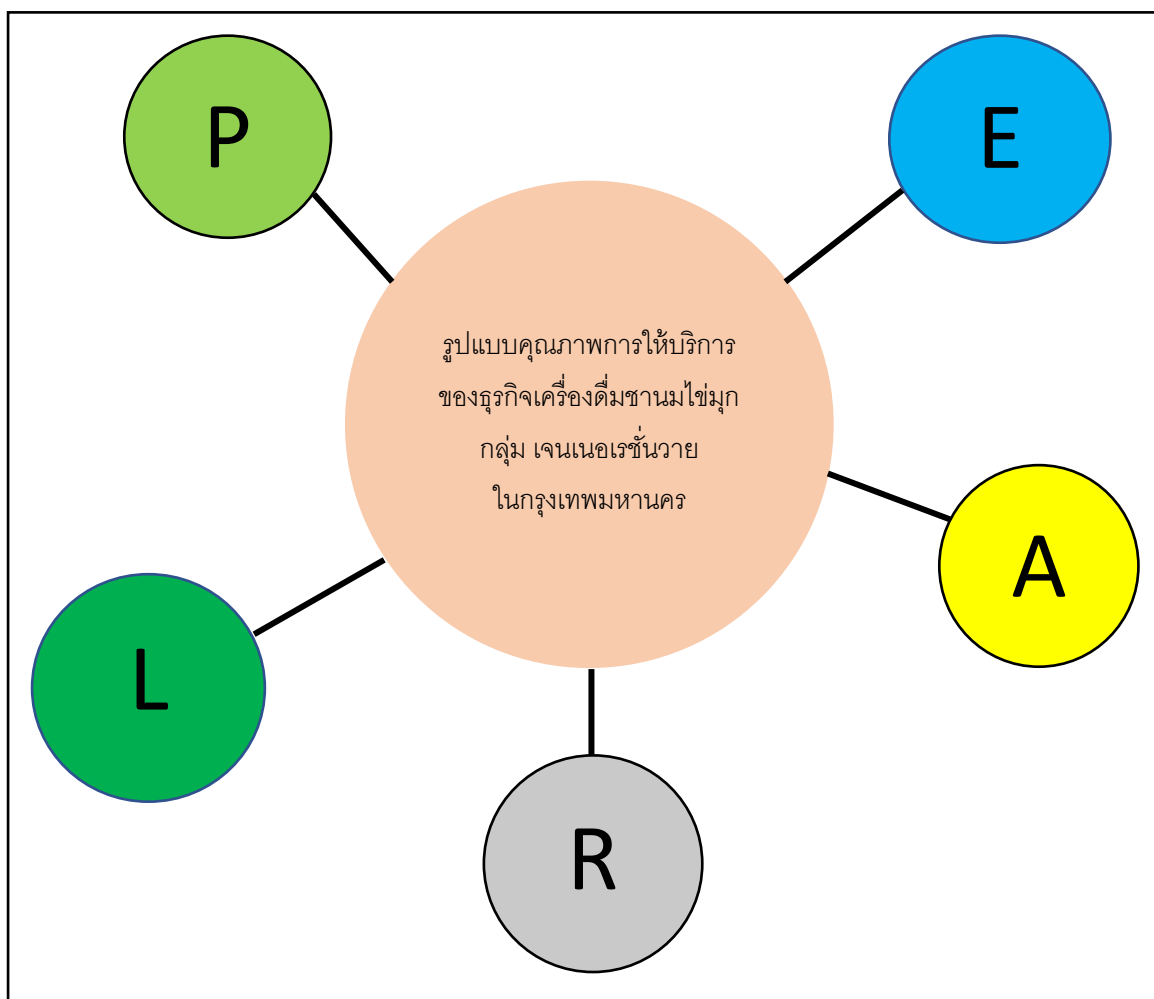 P
E
รูปแบบคุณภาพการให้บริการ
ของธุรกิจเครื่องดื่มชานมไข่มุก
กลุ่ม เจนเนอเรชั่นวาย
ในกรุงเทพมหานคร
A
L
R